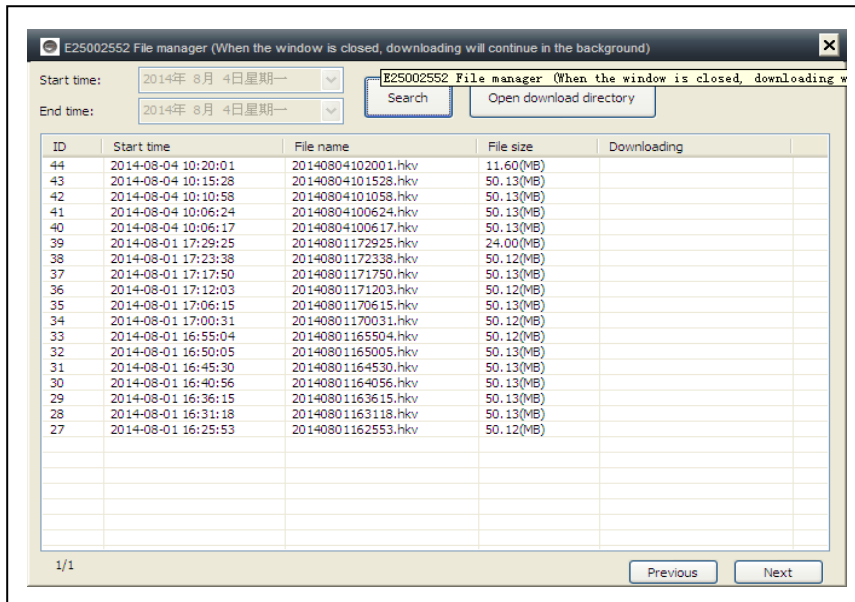 E25002552 File manager (When the window is closed, downloading will continue in the background)
Start time: 2014年 8月 4日星期一
E25002552 File manager (When the window is closed, downloading w
Search Open download directory
End time: 2014年 8月 4日星期一
ID Start time File name File size Downloading
44 2014-08-04 10:20:01 20140804102001.hkv 11.60(MB)
43 2014-08-04 10:15:28 20140804101528.hkv 50.13(MB)
42 2014-08-04 10:10:58 20140804101058.hkv 50.13(MB)
41 2014-08-04 10:06:24 20140804100624.hkv 50.13(MB)
40 2014-08-04 10:06:17 20140804100617.hkv 50.13(MB)
39 2014-08-01 17:29:25 20140801172925.hkv 24.00(MB)
38 2014-08-01 17:23:38 20140801172338.hkv 50.12(MB)
37 2014-08-01 17:17:50 20140801171750.hkv 50.13(MB)
36 2014-08-01 17:12:03 20140801171203.hkv 50.12(MB)
35 2014-08-01 17:06:15 20140801170615.hkv 50.13(MB)
34 2014-08-01 17:00:31 20140801170031.hkv 50.12(MB)
33 2014-08-01 16:55:04 20140801165504.hkv 50.12(MB)
32 2014-08-01 16:50:05 20140801165005.hkv 50.13(MB)
31 2014-08-01 16:45:30 20140801164530.hkv 50.13(MB)
30 2014-08-01 16:40:56 20140801164056.hkv 50.13(MB)
29 2014-08-01 16:36:15 20140801163615.hkv 50.13(MB)
28 2014-08-01 16:31:18 20140801163118.hkv 50.13(MB)
27 2014-08-01 16:25:53 20140801162553.hkv 50.12(MB)
1/1 Previous Next